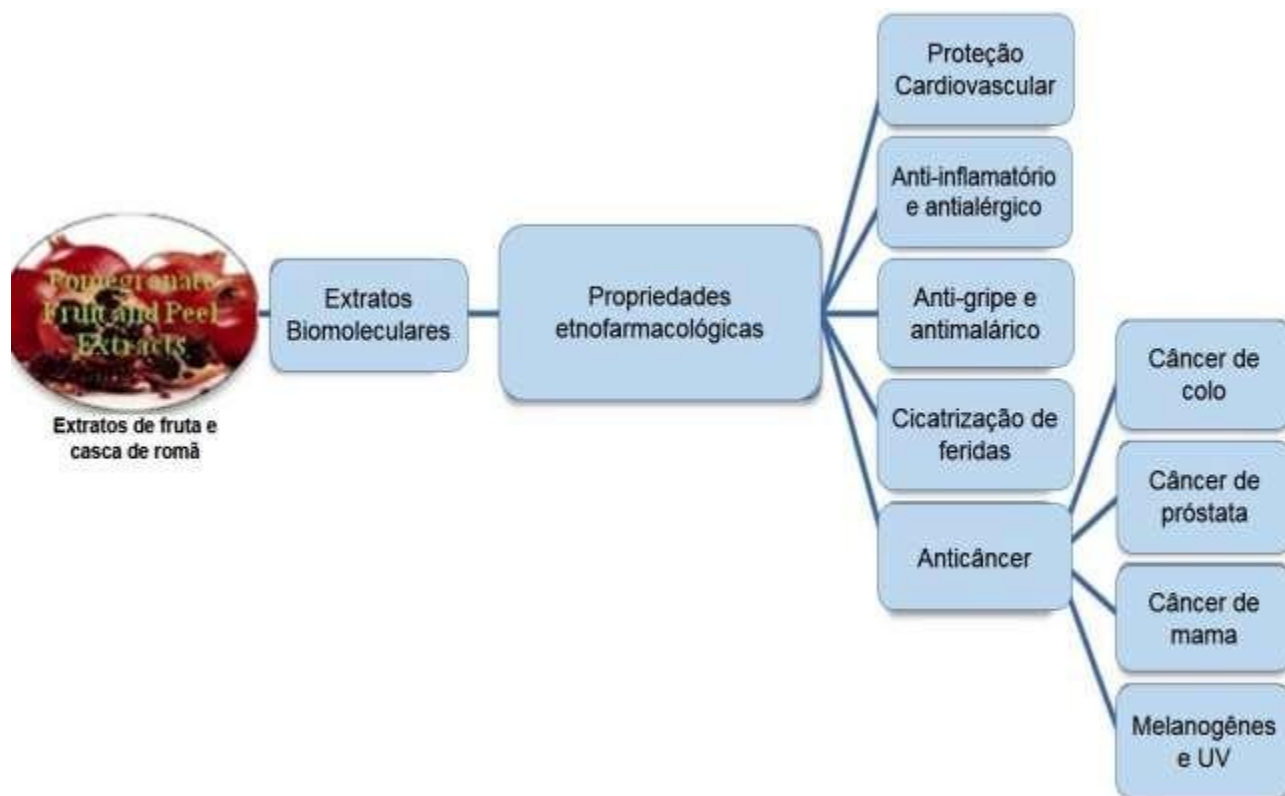 Pomegranate
Fruit and Peel
Extracts
Extratos de fruta e
casca de romã
Extratos
Biomoleculares
Propriedades
etnofarmacológicas
Proteção
Cardiovascular
Anti-inflamatório
e antialérgico
Anti-gripe e
antimalárico
Cicatrização de
feridas
Anticâncer
Câncer de
colo
Câncer de
próstata
Câncer de
mama
Melanogênes
e UV